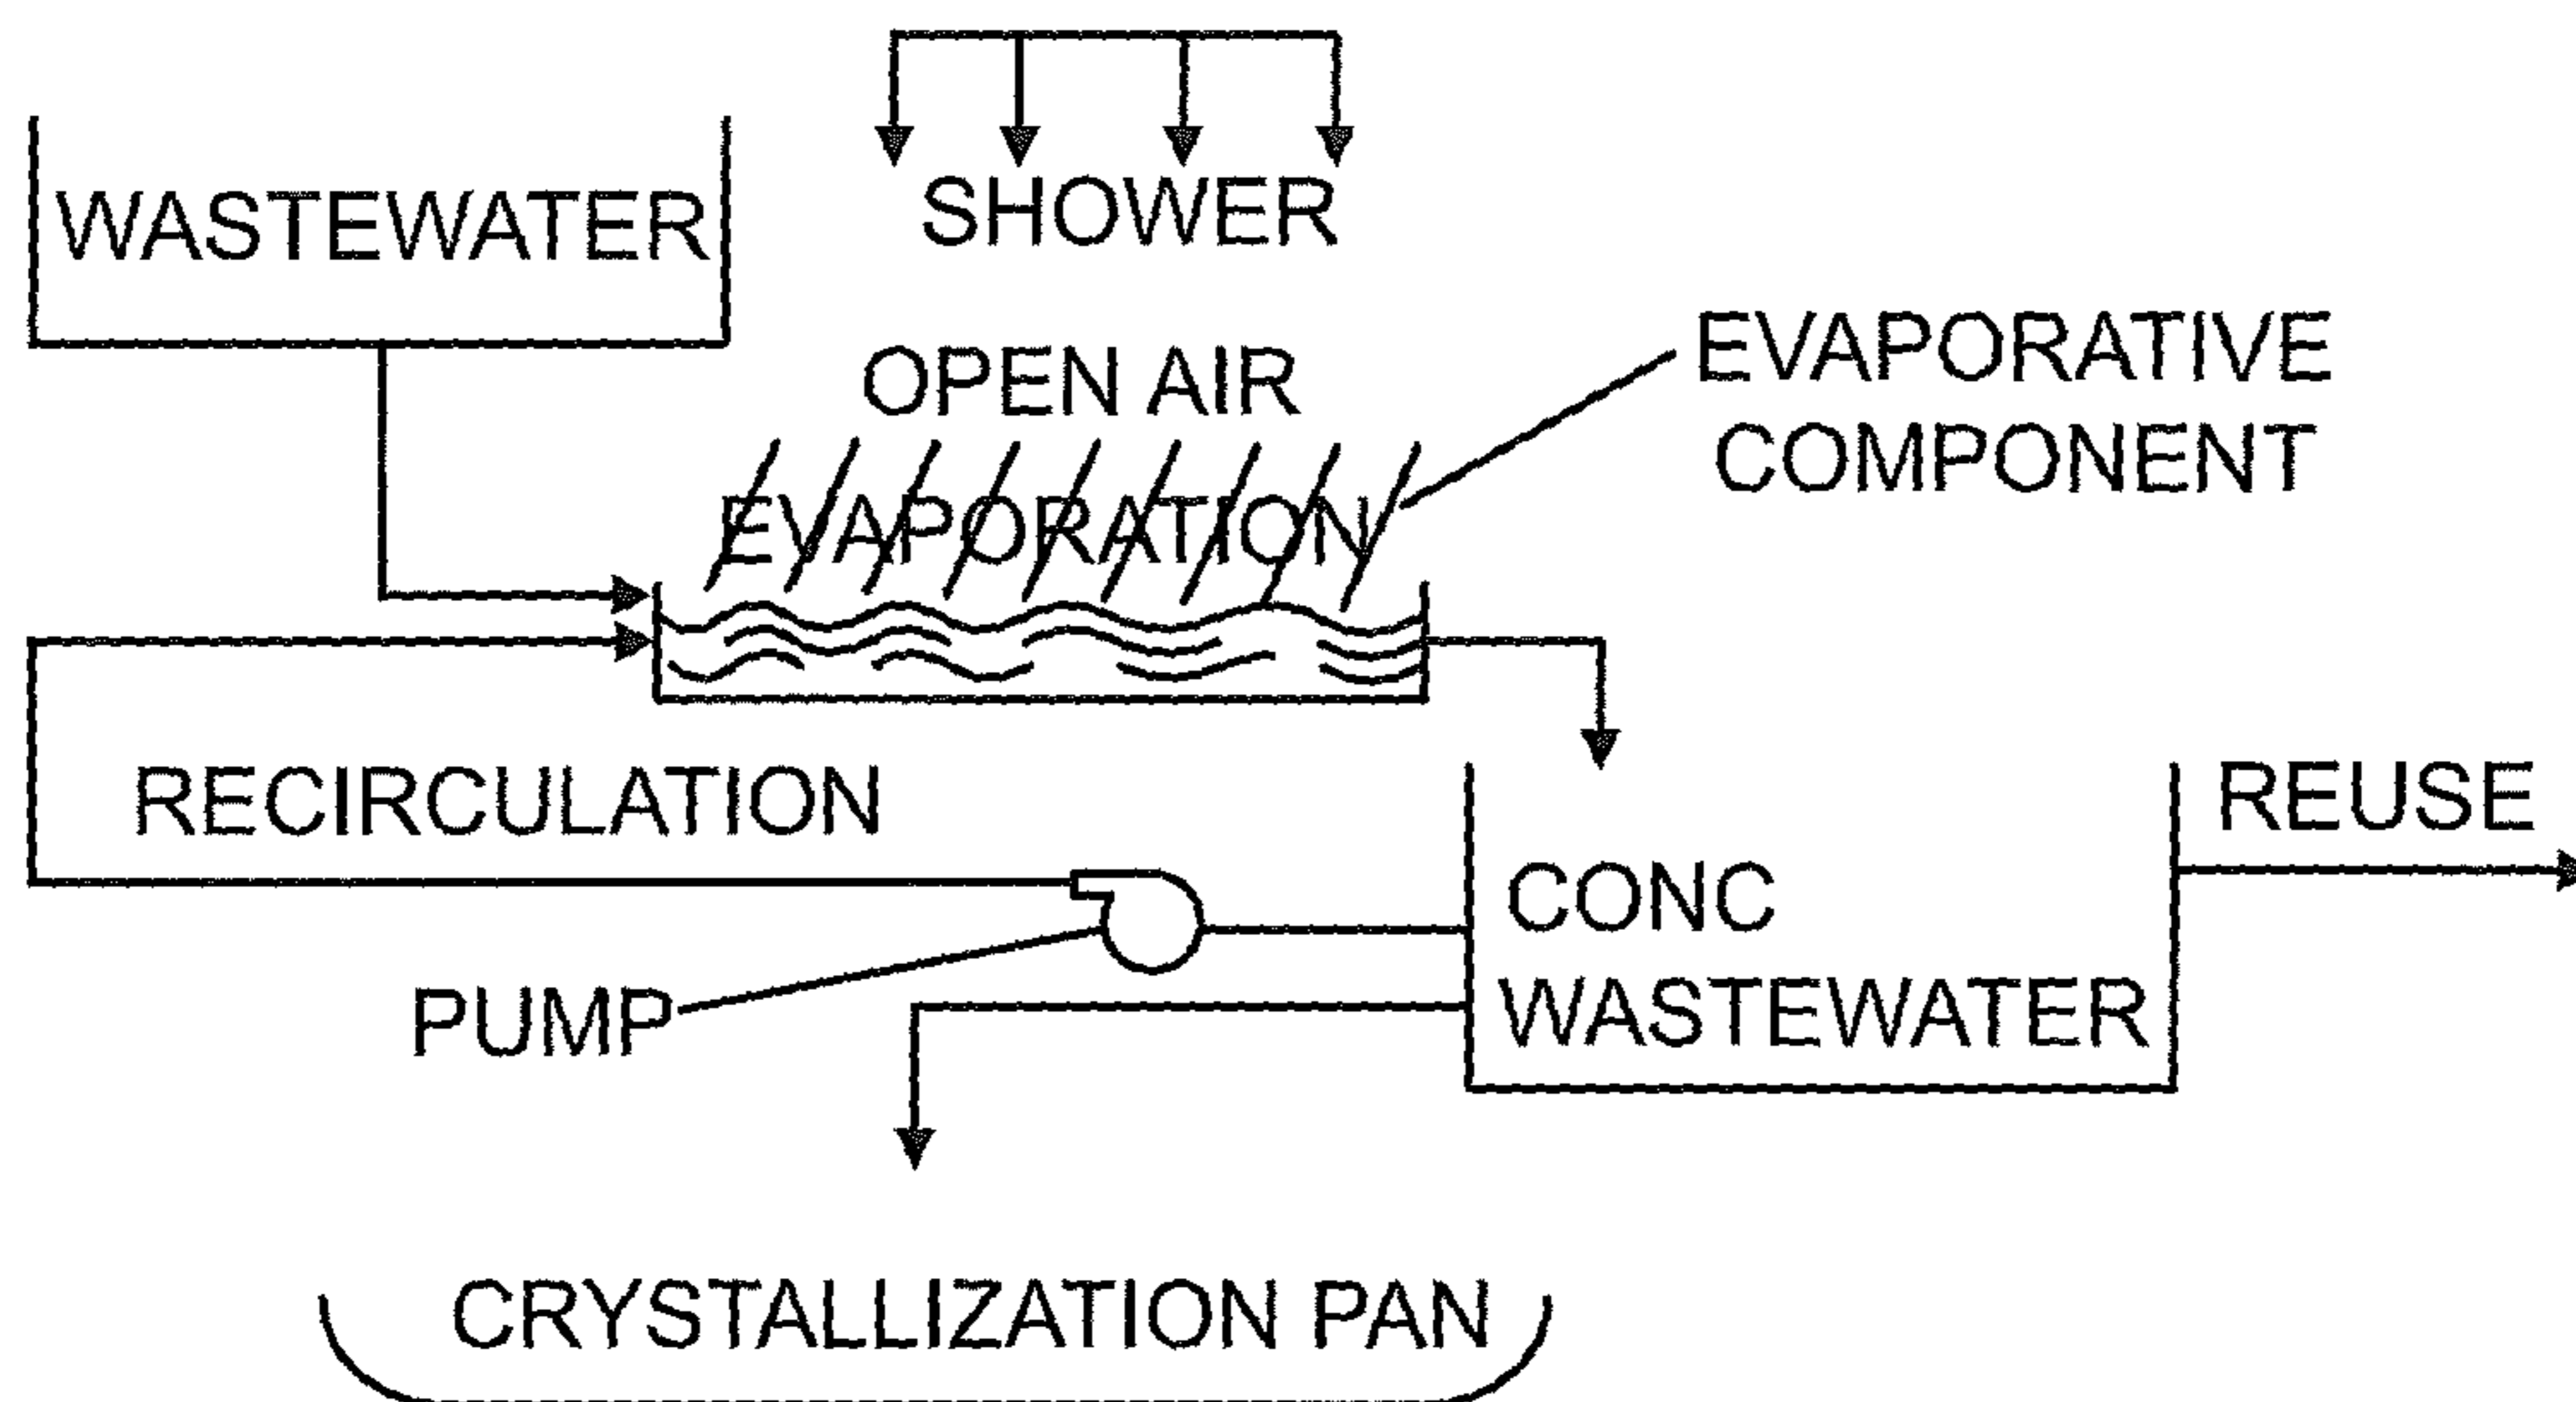 WASTEWATER
SHOWER
OPEN AIR
EVAPORATION
EVAPORATIVE
COMPONENT
RECIRCULATION
REUSE
CONC
WASTEWATER
PUMP
CRYSTALLIZATION PAN